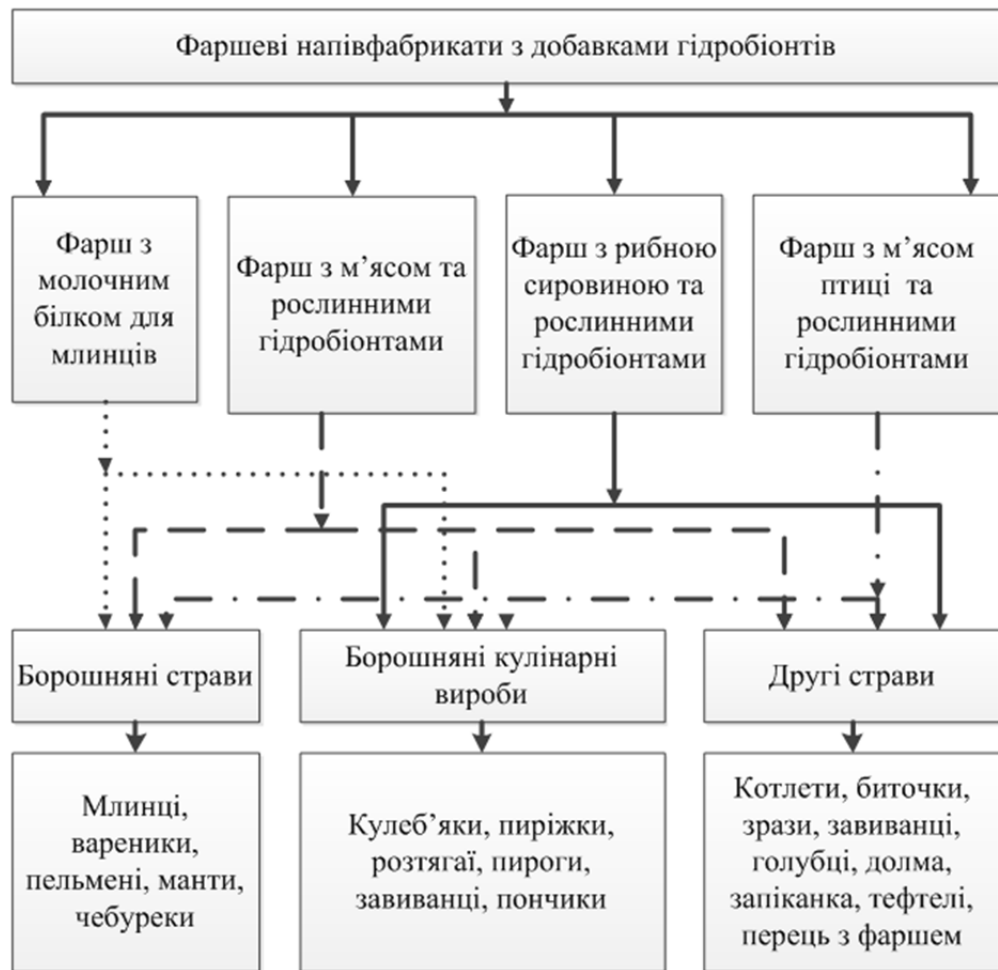 Фаршеві напівфабрикати з добавками гідробіонтів
Фарш з
молочним
білком для
млинців
Фарш з м’ясом та
рослинними
гідробіонтами
Фарш з рибною
сировиною та
рослинними
гідробіонтами
Фарш з м’ясом
птиці та
рослинними
гідробіонтами
Борошняні страви
Борошняні кулінарні
вироби
Другі страви
Млинці,
вареники,
пельмені, манти,
чебуреки
Кулеб’яки, пиріжки,
розтягаї, пироги,
завиванці, пончики
Котлети, биточки,
зрази, завиванці,
голубці, долма,
запіканка, тефтелі,
перець з фаршем